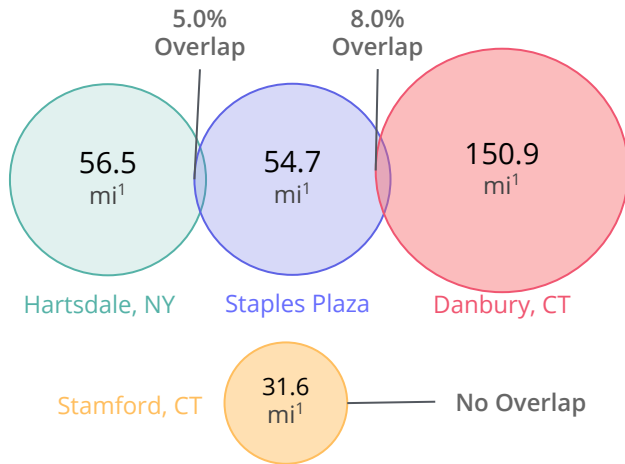 5.0%
Overlap
8.0%
Overlap
56.5
mi¹
54.7
mi¹
150.9
mi¹
Hartsdale, NY
Staples Plaza
Danbury, CT
31.6
mi¹
Stamford, CT
No Overlap